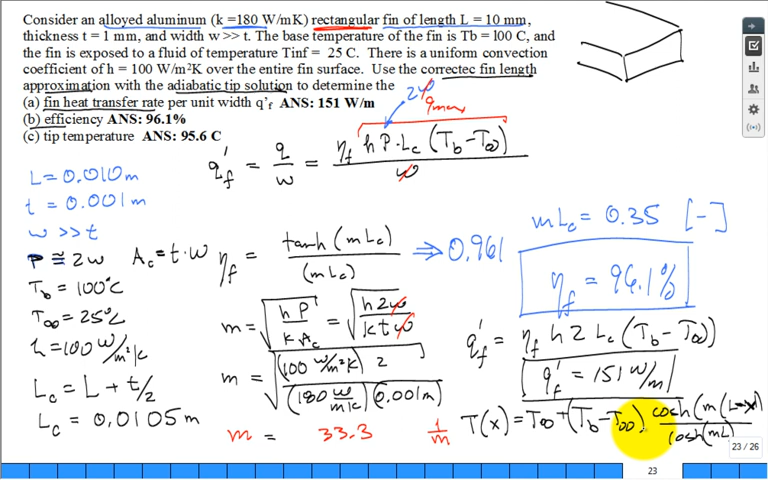 Consider an alloyed aluminum (k =180 W/mK) rectangular fin of length L = 10 mm,
thickness t = 1 mm, and width w >> t. The base temperature of the fin is Tb = l00 C, and
the fin is exposed to a fluid of temperature Tinf = 25 C. There is a uniform convection
coefficient of h = 100 W/m2K over the entire fin surface. Use the correctec fin length
approximation with the adiabatic tip solution to determine the
(a) fin heat transfer rate per unit width q'f ANS: 151 W/m
(b) efficiency ANS: 96.1%
(c) tip temperature ANS: 95.6 C
2w
qmax
q'f = q/w = ηf h P·Lc (Tb - T∞) / w
L = 0.010m
t = 0.001m
w >> t
P ≅ 2w Ac = t·w
Tb = 100°C
T∞ = 25°C
h = 100 W/m²k
Lc = L + t/2
Lc = 0.0105m
ηf = tanh (mLc) / (mLc) ⇒ 0.961
m = √(hP / kAc) = √(h2w / ktw)
m = √((100 W/m²K) 2 / (180 w/mk)(0.001m))
m = 33.3 1/m
mLc = 0.35 [-]
ηf = 96.1%
q'f = ηf h 2 Lc (Tb - T∞)
q'f = 151 W/m
T(x) = T∞ + (Tb - T∞) cosh(m(L-x) / cosh(mL)
23 / 26
23